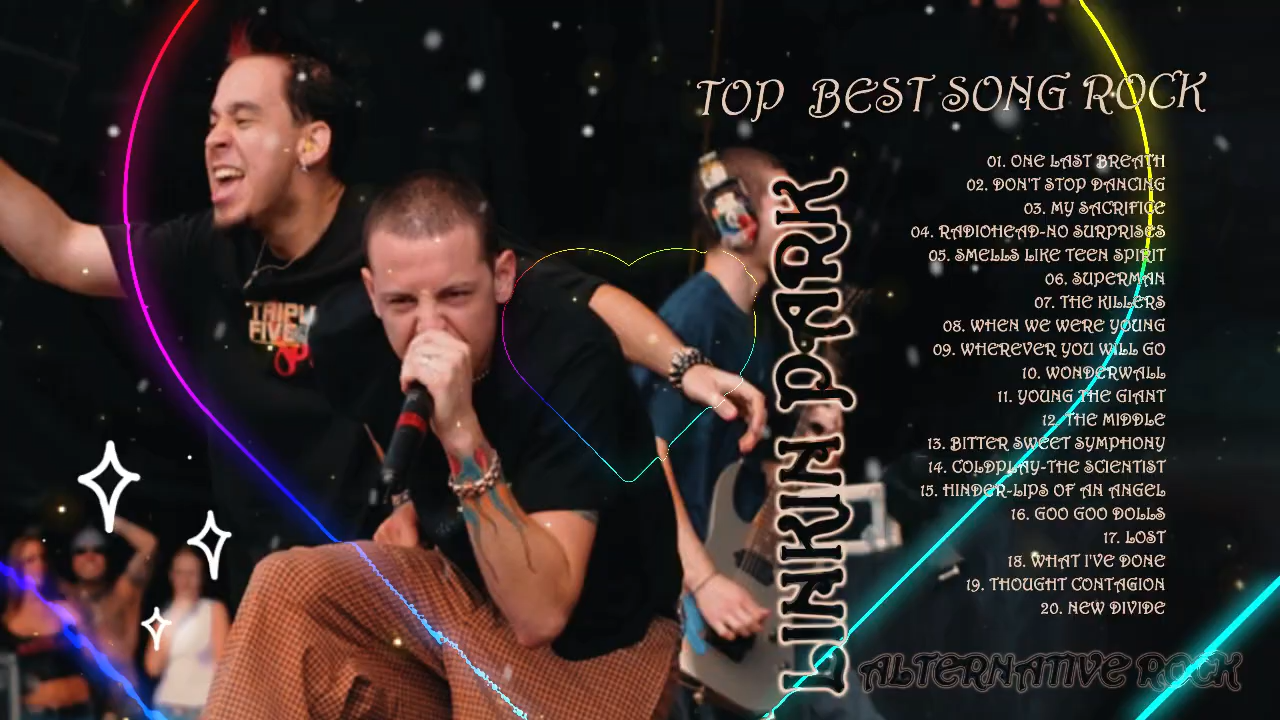 TOP BEST SONG ROCK
01. ONE LAST BREATH
02. DON'T STOP DANCING
03. MY SACRIFICE
04. RADIOHEAD-NO SURPRISES
05. SMELLS LIKE TEEN SPIRIT
06. SUPERMAN
07. THE KILLERS
08. WHEN WE WERE YOUNG
09. WHEREVER YOU WILL GO
10. WONDERWALL
11. YOUNG THE GIANT
12. THE MIDDLE
13. BITTER SWEET SYMPHONY
14. COLDPLAY-THE SCIENTIST
15. HINDER-LIPS OF AN ANGEL
16. GOO GOO DOLLS
17. LOST
18. WHAT I'VE DONE
19. THOUGHT CONTAGION
20. NEW DIVIDE
LINKIN PARK
ALTERNATIVE ROCK
TRIPLE
FIVE